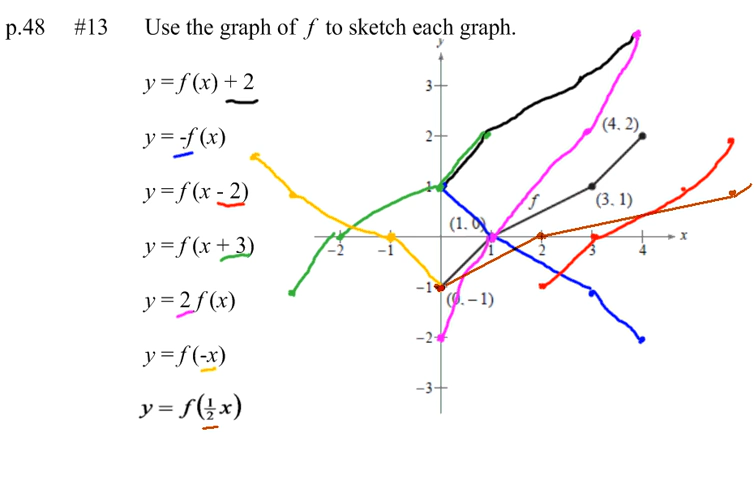 p.48 #13 Use the graph of f to sketch each graph.
y
y = f(x) + 2
3
(4, 2)
2
y = -f(x)
1
y = f(x - 2)
f
(3, 1)
(1, 0)
x
-2 -1 1 2 3 4
y = f(x + 3)
-1
(0, -1)
y = 2 f(x)
-2
y = f(-x)
-3
y = f(½x)